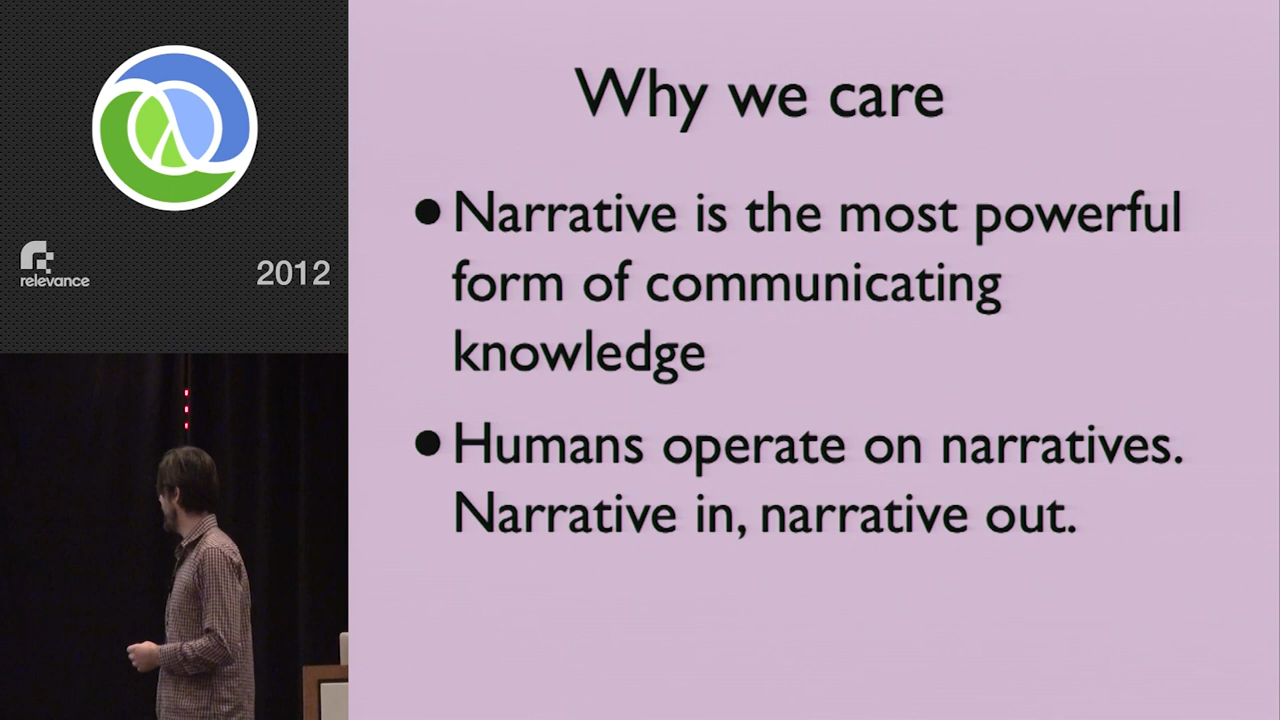 relevance
2012
Why we care
•Narrative is the most powerful
form of communicating
knowledge
•Humans operate on narratives.
Narrative in, narrative out.